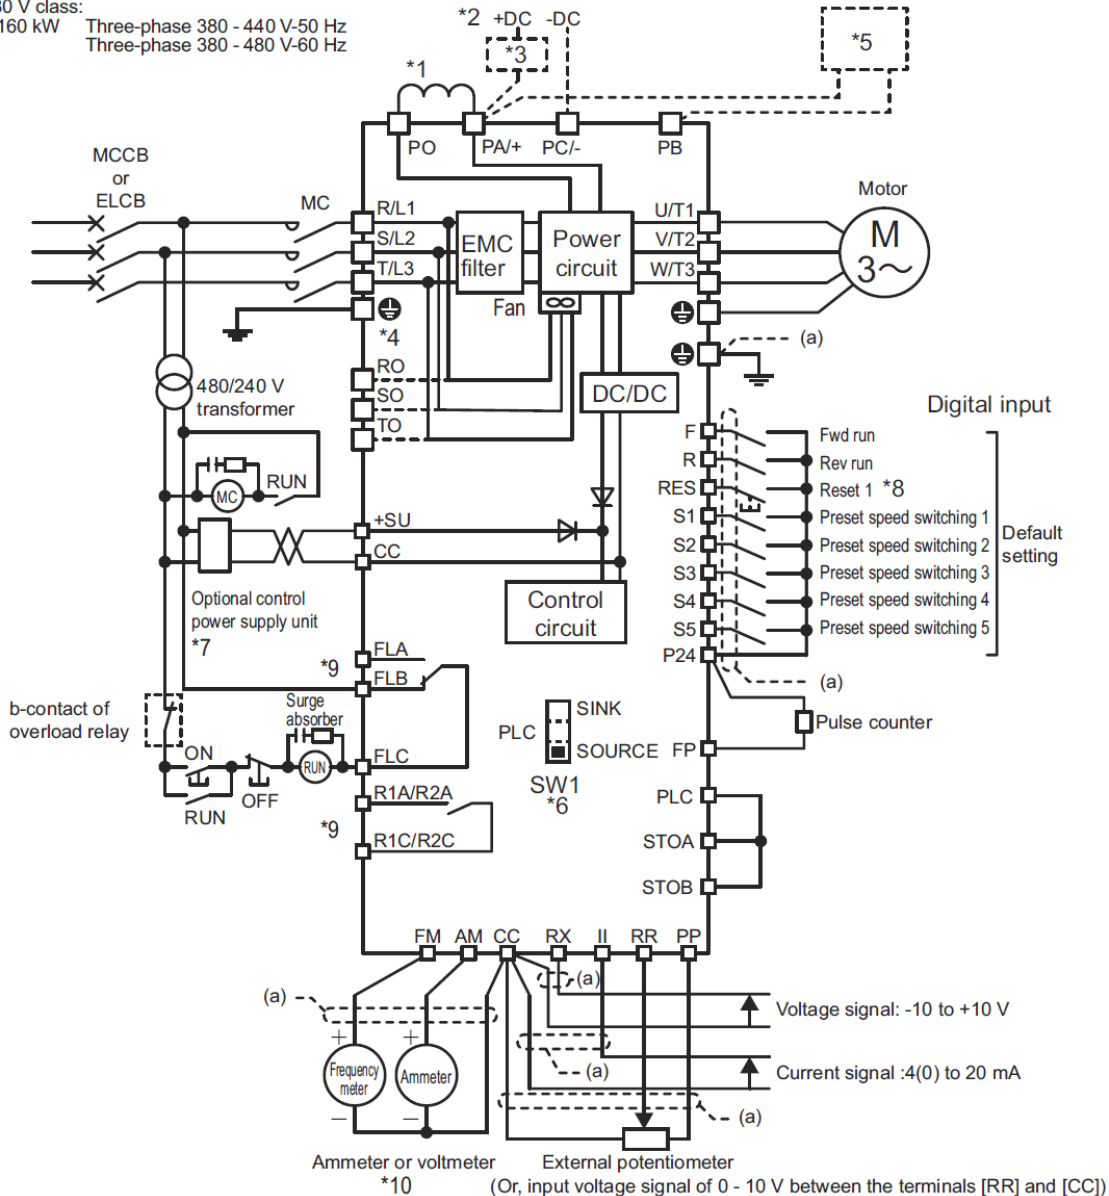 0 V class:
160 kW Three-phase 380 - 440 V-50 Hz
Three-phase 380 - 480 V-60 Hz
*2 +DC -DC
*3
*5
*1
PO PA/+ PC/- PB
MCCB
or
ELCB
MC
R/L1
S/L2
T/L3
EMC
filter
Power
circuit
Fan
U/T1
V/T2
W/T3
Motor
M
3～
*4
(a)
RO
SO
TO
DC/DC
480/240 V
transformer
MC
RUN
+SU
CC
Optional control
power supply unit
*7
Control
circuit
Digital input
F Fwd run
R Rev run
RES Reset 1 *8
S1 Preset speed switching 1
S2 Preset speed switching 2
S3 Preset speed switching 3
S4 Preset speed switching 4
S5 Preset speed switching 5
P24
Default
setting
(a)
*9
FLA
FLB
FLC
b-contact of
overload relay
Surge
absorber
ON
OFF
RUN
RUN
*9
R1A/R2A
R1C/R2C
PLC
SINK
SOURCE
SW1
*6
Pulse counter
FP
PLC
STOA
STOB
FM AM CC RX II RR PP
(a)
(a)
(a)
(a)
Voltage signal: -10 to +10 V
Current signal :4(0) to 20 mA
+
Frequency
meter
–
+
Ammeter
–
Ammeter or voltmeter
*10
External potentiometer
(Or, input voltage signal of 0 - 10 V between the terminals [RR] and [CC])